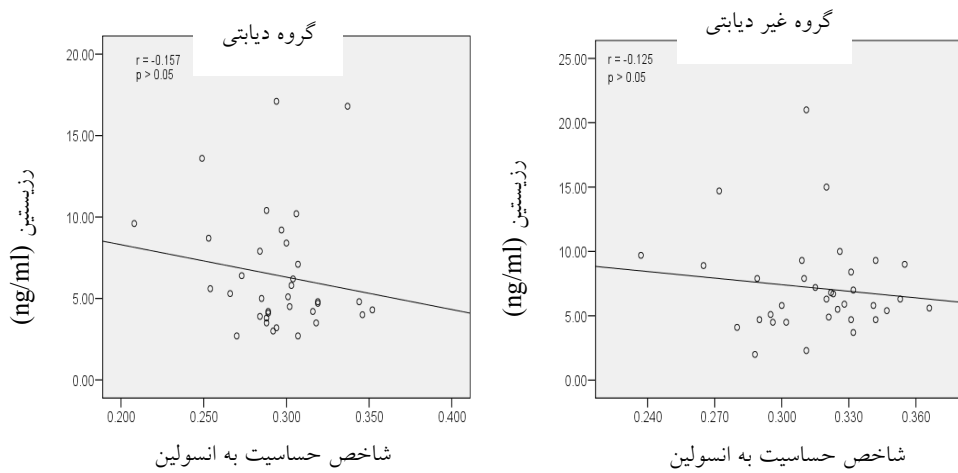 گروه دیابتی
r = -0.157
p > 0.05
20.00
15.00
10.00
5.00
0.00
رزیستین (ng/ml)
0.200 0.250 0.300 0.350 0.400
شاخص حساسیت به انسولین
گروه غیر دیابتی
r = -0.125
p > 0.05
25.00
20.00
15.00
10.00
5.00
0.00
رزیستین (ng/ml)
0.240 0.270 0.300 0.330 0.360
شاخص حساسیت به انسولین